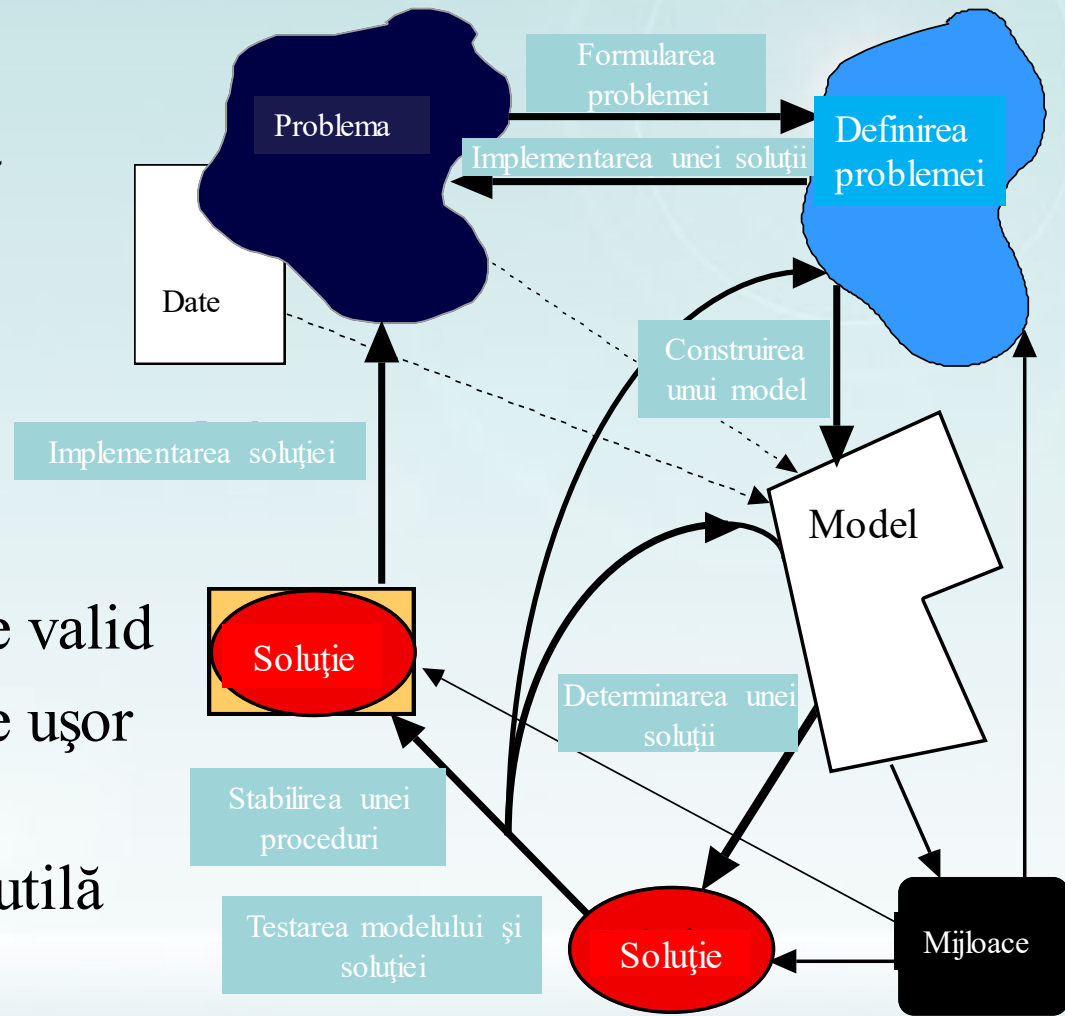 Formularea
problemei
Problema
Definirea
problemei
Implementarea unei soluţii
Date
Construirea
unui model
Implementarea soluţiei
Model
e valid
Soluţie
Determinarea unei
soluţii
e uşor
Stabilirea unei
proceduri
utilă
Testarea modelului şi
soluţiei
Soluţie
Mijloace